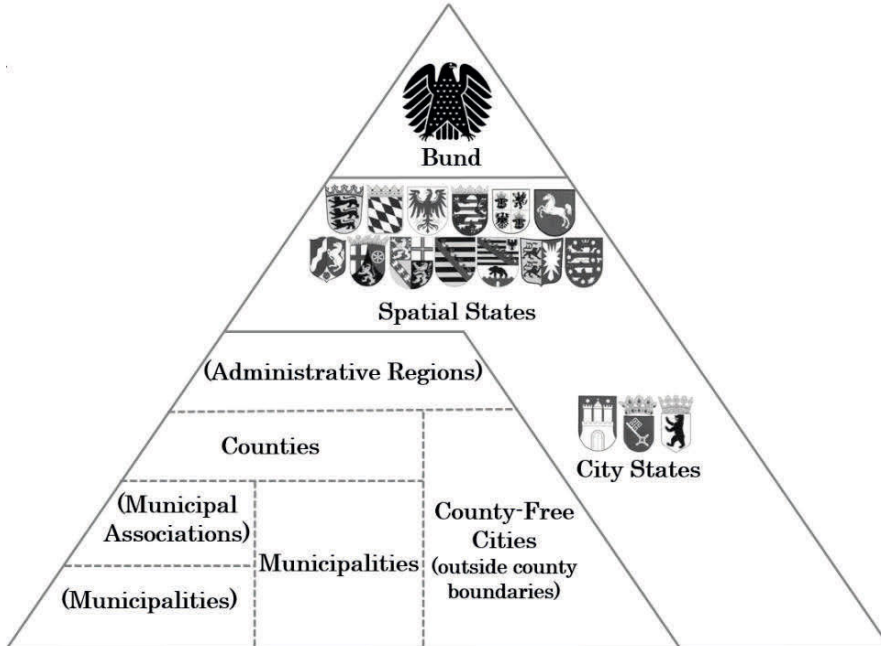 Bund
Spatial States
(Administrative Regions)
Counties
City States
(Municipal
Associations)
County-Free
Cities
(outside county
boundaries)
Municipalities
(Municipalities)